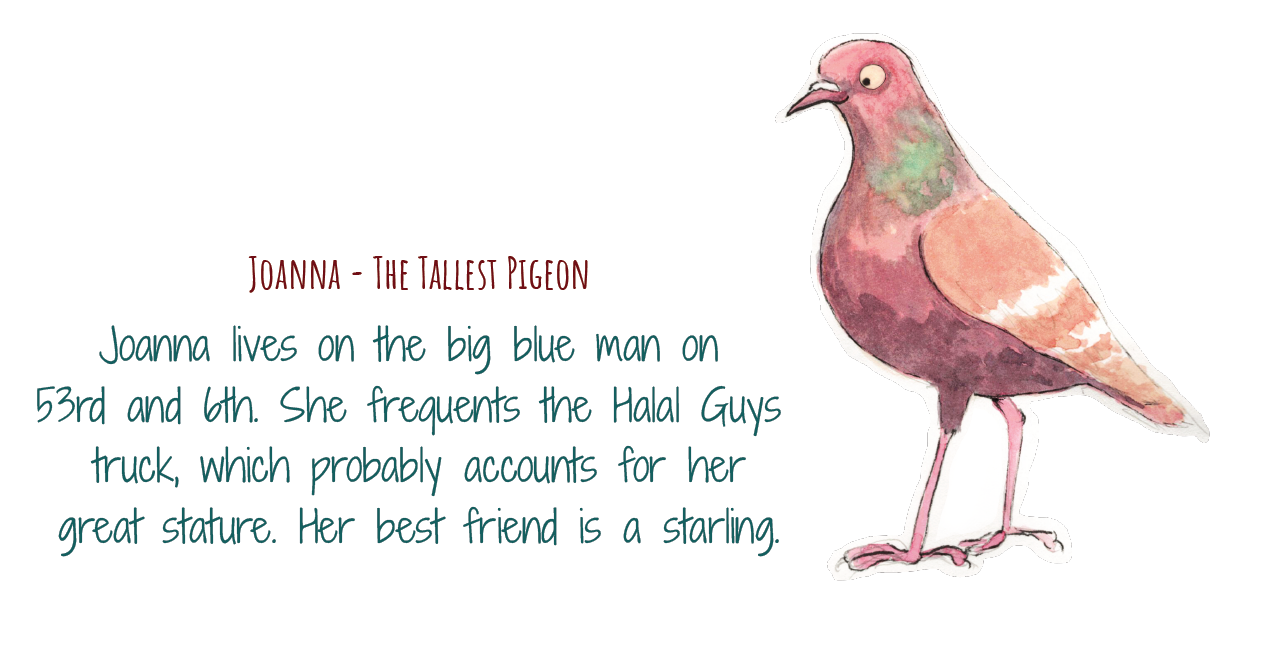 Joanna - The Tallest Pigeon
Joanna lives on the big blue man on
53rd and 6th. She frequents the Halal Guys
truck, which probably accounts for her
great stature. Her best friend is a starling.